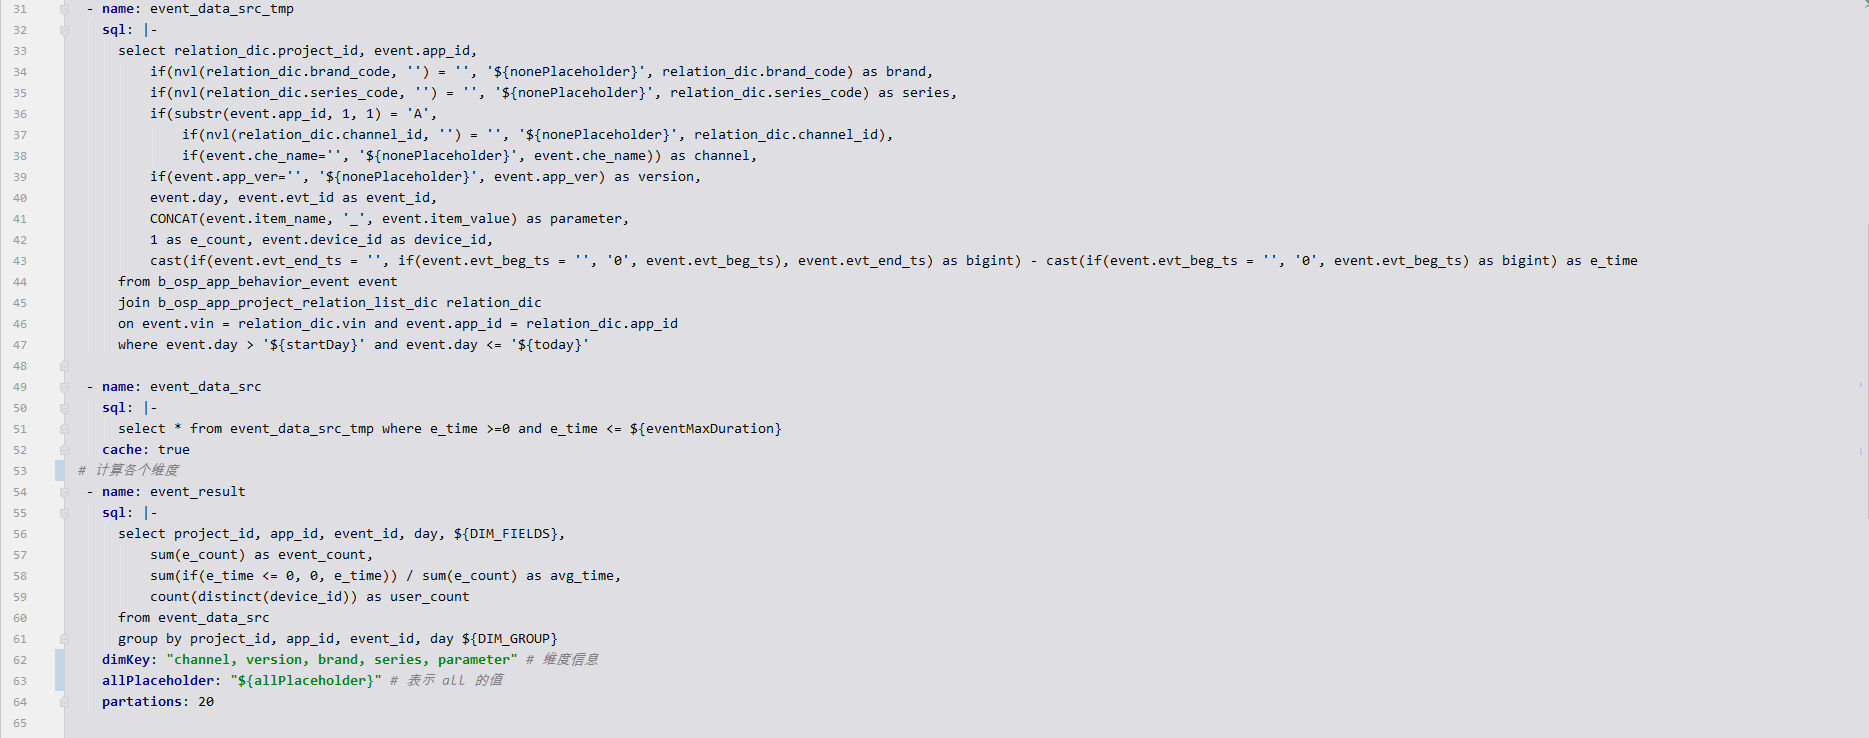 31 - name: event_data_src_tmp
32 sql: |-
33 select relation_dic.project_id, event.app_id,
34 if(nvl(relation_dic.brand_code, '') = '', '${nonePlaceholder}', relation_dic.brand_code) as brand,
35 if(nvl(relation_dic.series_code, '') = '', '${nonePlaceholder}', relation_dic.series_code) as series,
36 if(substr(event.app_id, 1, 1) = 'A',
37 if(nvl(relation_dic.channel_id, '') = '', '${nonePlaceholder}', relation_dic.channel_id),
38 if(event.che_name='', '${nonePlaceholder}', event.che_name)) as channel,
39 if(event.app_ver='', '${nonePlaceholder}', event.app_ver) as version,
40 event.day, event.evt_id as event_id,
41 CONCAT(event.item_name, '_', event.item_value) as parameter,
42 1 as e_count, event.device_id as device_id,
43 cast(if(event.evt_end_ts = '', if(event.evt_beg_ts = '', '0', event.evt_beg_ts), event.evt_end_ts) as bigint) - cast(if(event.evt_beg_ts = '', '0', event.evt_beg_ts) as bigint) as e_time
44 from b_osp_app_behavior_event event
45 join b_osp_app_project_relation_list_dic relation_dic
46 on event.vin = relation_dic.vin and event.app_id = relation_dic.app_id
47 where event.day > '${startDay}' and event.day <= '${today}'
48
49 - name: event_data_src
50 sql: |-
51 select * from event_data_src_tmp where e_time >=0 and e_time <= ${eventMaxDuration}
52 cache: true
53 # 计算各个维度
54 - name: event_result
55 sql: |-
56 select project_id, app_id, event_id, day, ${DIM_FIELDS},
57 sum(e_count) as event_count,
58 sum(if(e_time <= 0, 0, e_time)) / sum(e_count) as avg_time,
59 count(distinct(device_id)) as user_count
60 from event_data_src
61 group by project_id, app_id, event_id, day ${DIM_GROUP}
62 dimKey: "channel, version, brand, series, parameter" # 维度信息
63 allPlaceholder: "${allPlaceholder}" # 表示 all 的值
64 partations: 20
65